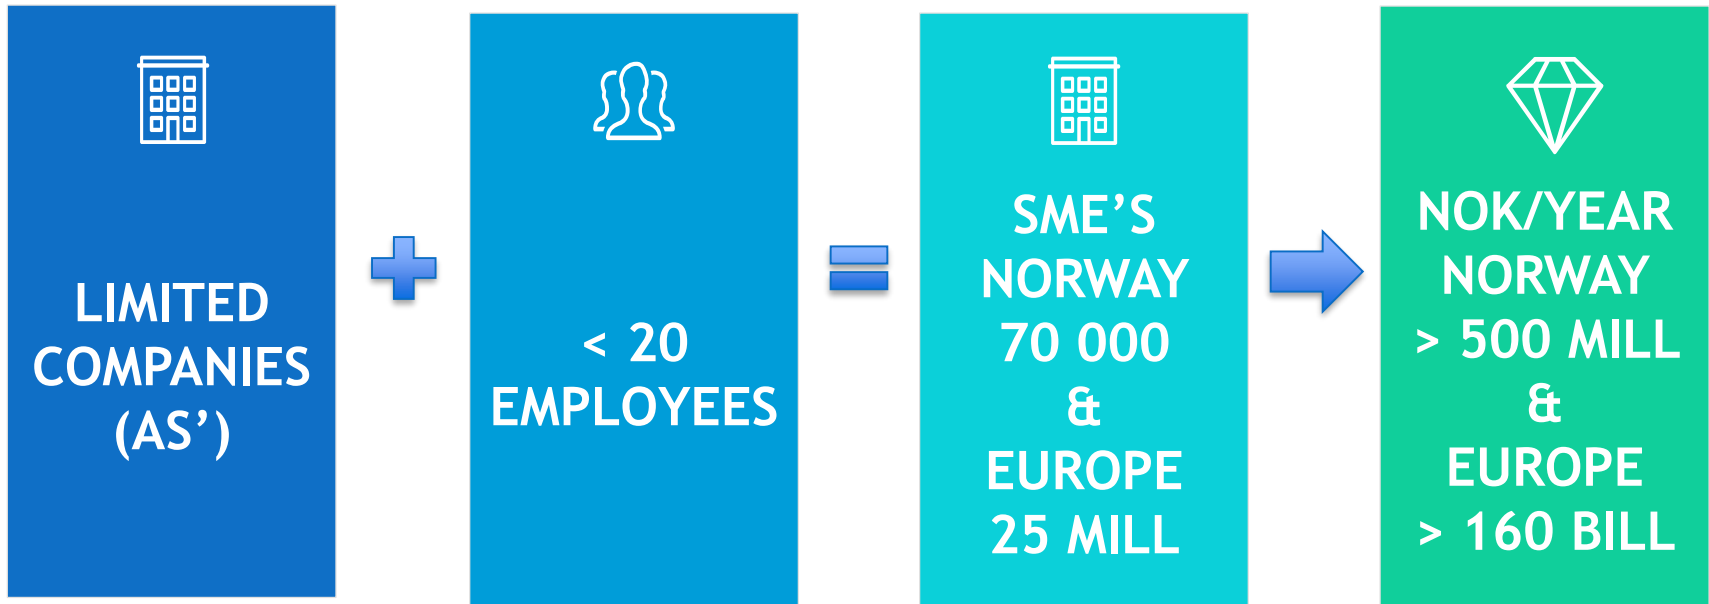 LIMITED
COMPANIES
(AS’)
< 20
EMPLOYEES
SME’S
NORWAY
70 000
&
EUROPE
25 MILL
NOK/YEAR
NORWAY
> 500 MILL
&
EUROPE
> 160 BILL